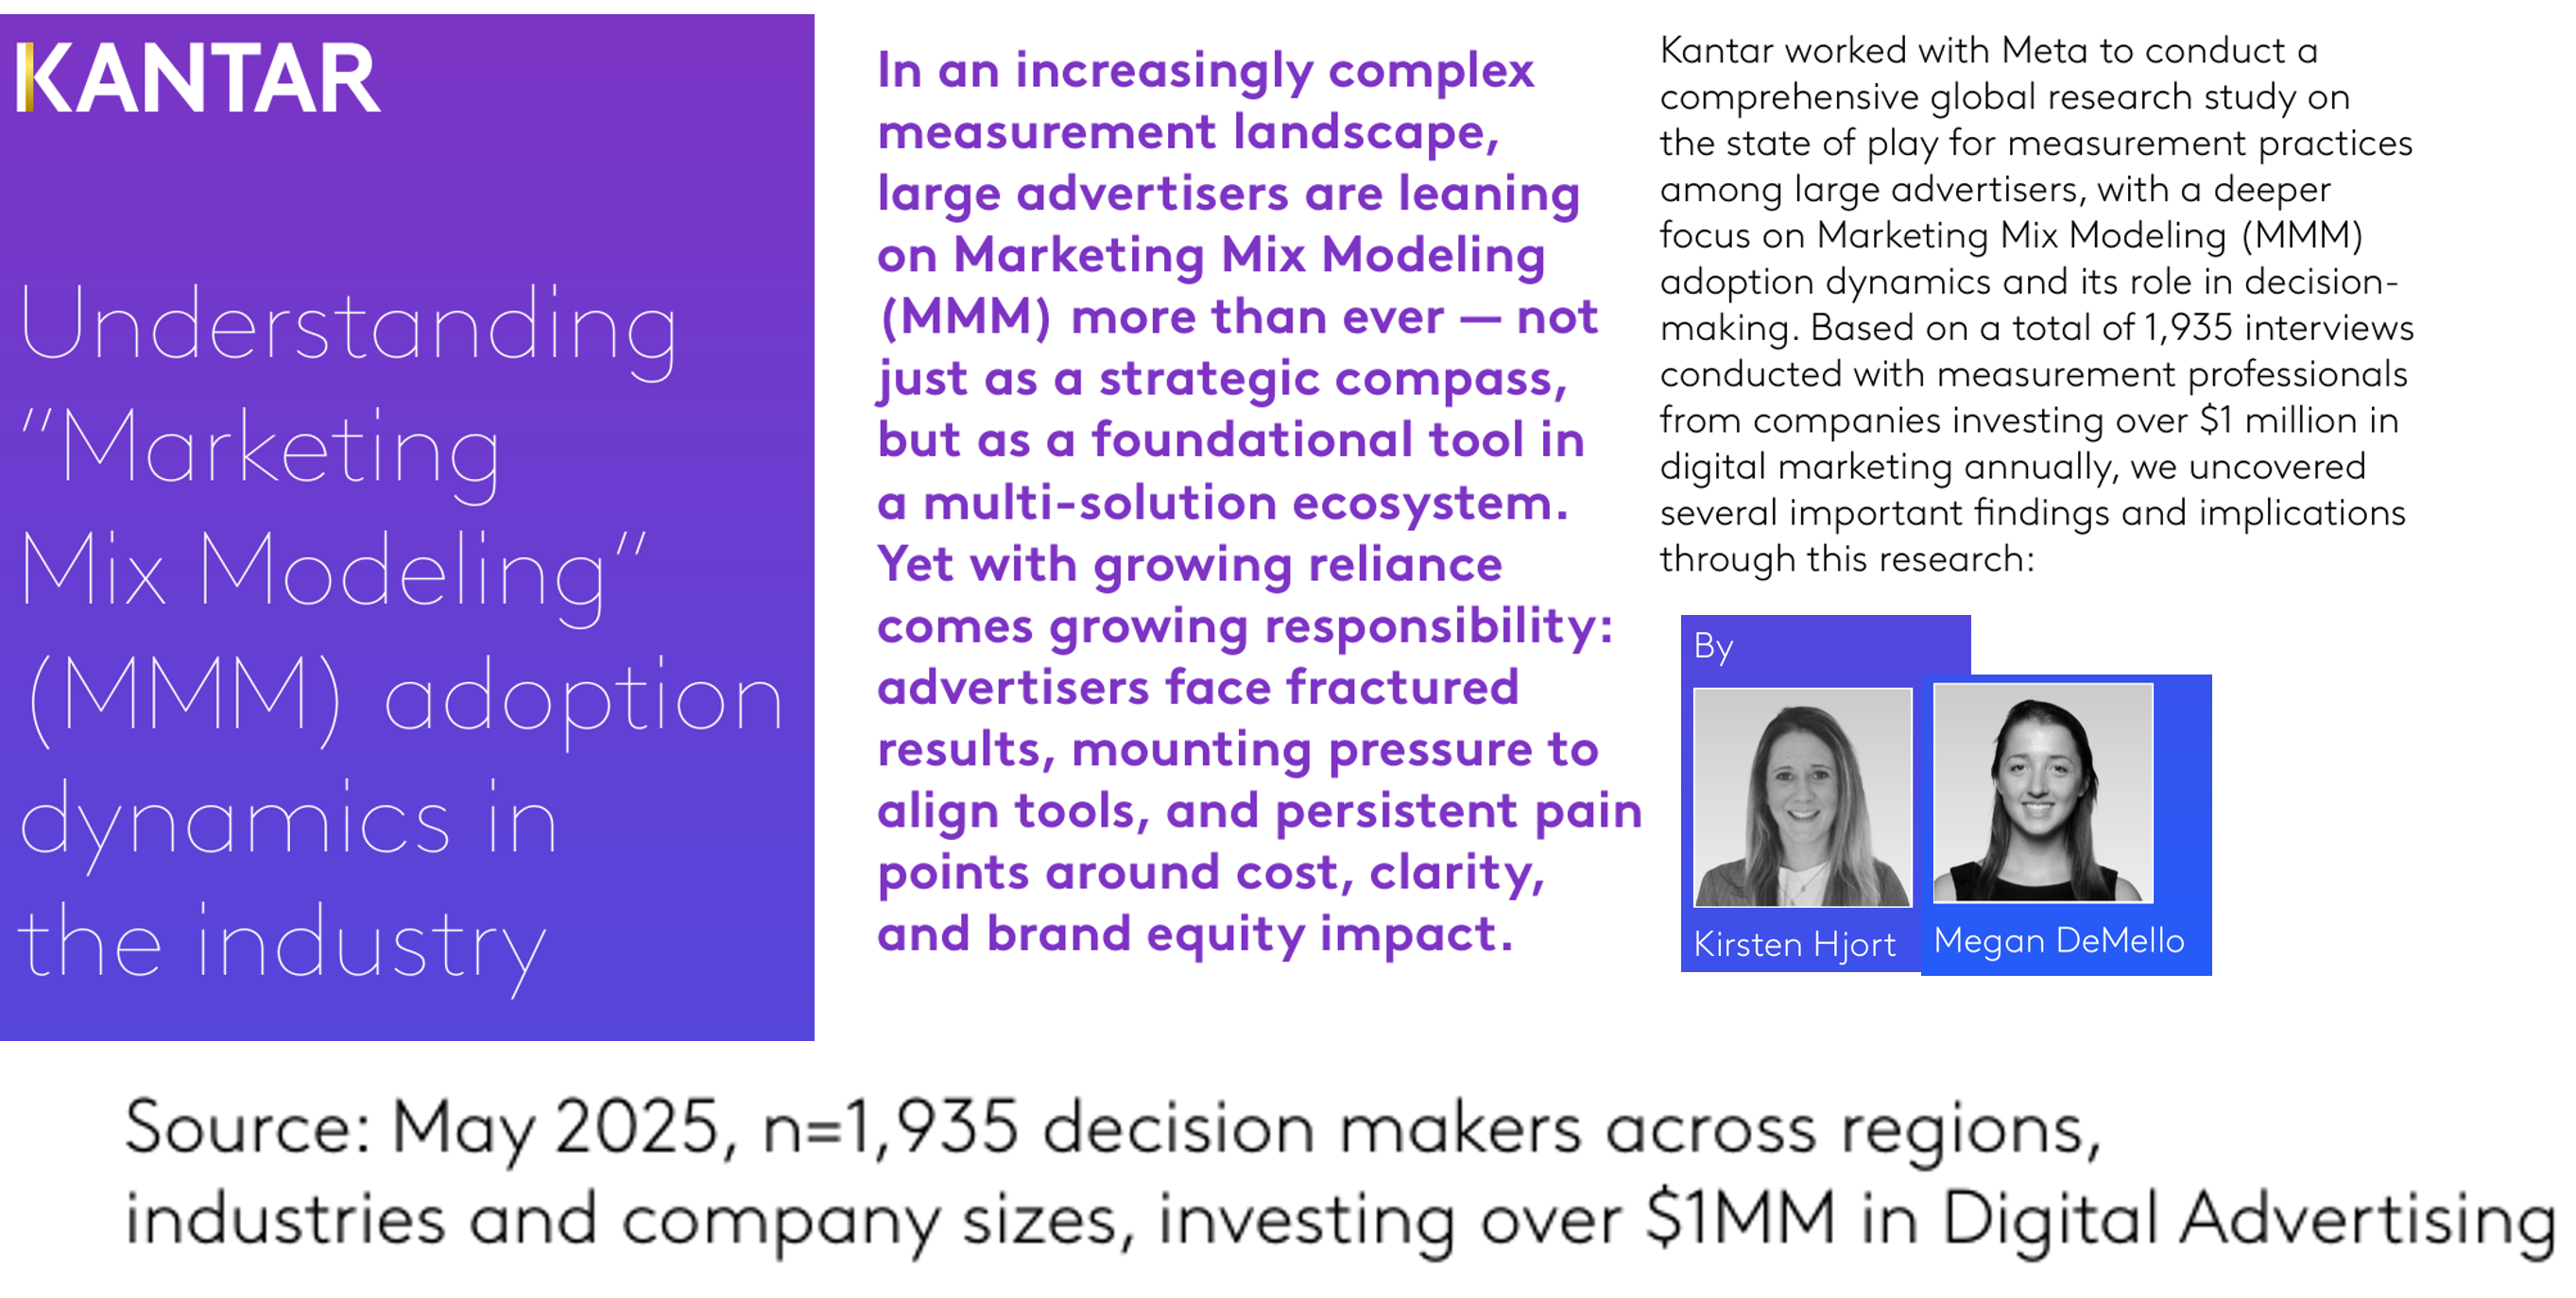 KANTAR
Understanding
“Marketing
Mix Modeling“
(MMM) adoption
dynamics in
the industry
In an increasingly complex
measurement landscape,
large advertisers are leaning
on Marketing Mix Modeling
(MMM) more than ever — not
just as a strategic compass,
but as a foundational tool in
a multi-solution ecosystem.
Yet with growing reliance
comes growing responsibility:
advertisers face fractured
results, mounting pressure to
align tools, and persistent pain
points around cost, clarity,
and brand equity impact.
Kantar worked with Meta to conduct a
comprehensive global research study on
the state of play for measurement practices
among large advertisers, with a deeper
focus on Marketing Mix Modeling (MMM)
adoption dynamics and its role in decision-
making. Based on a total of 1,935 interviews
conducted with measurement professionals
from companies investing over $1 million in
digital marketing annually, we uncovered
several important findings and implications
through this research:
By
Kirsten Hjort
Megan DeMello
Source: May 2025, n=1,935 decision makers across regions,
industries and company sizes, investing over $1MM in Digital Advertising